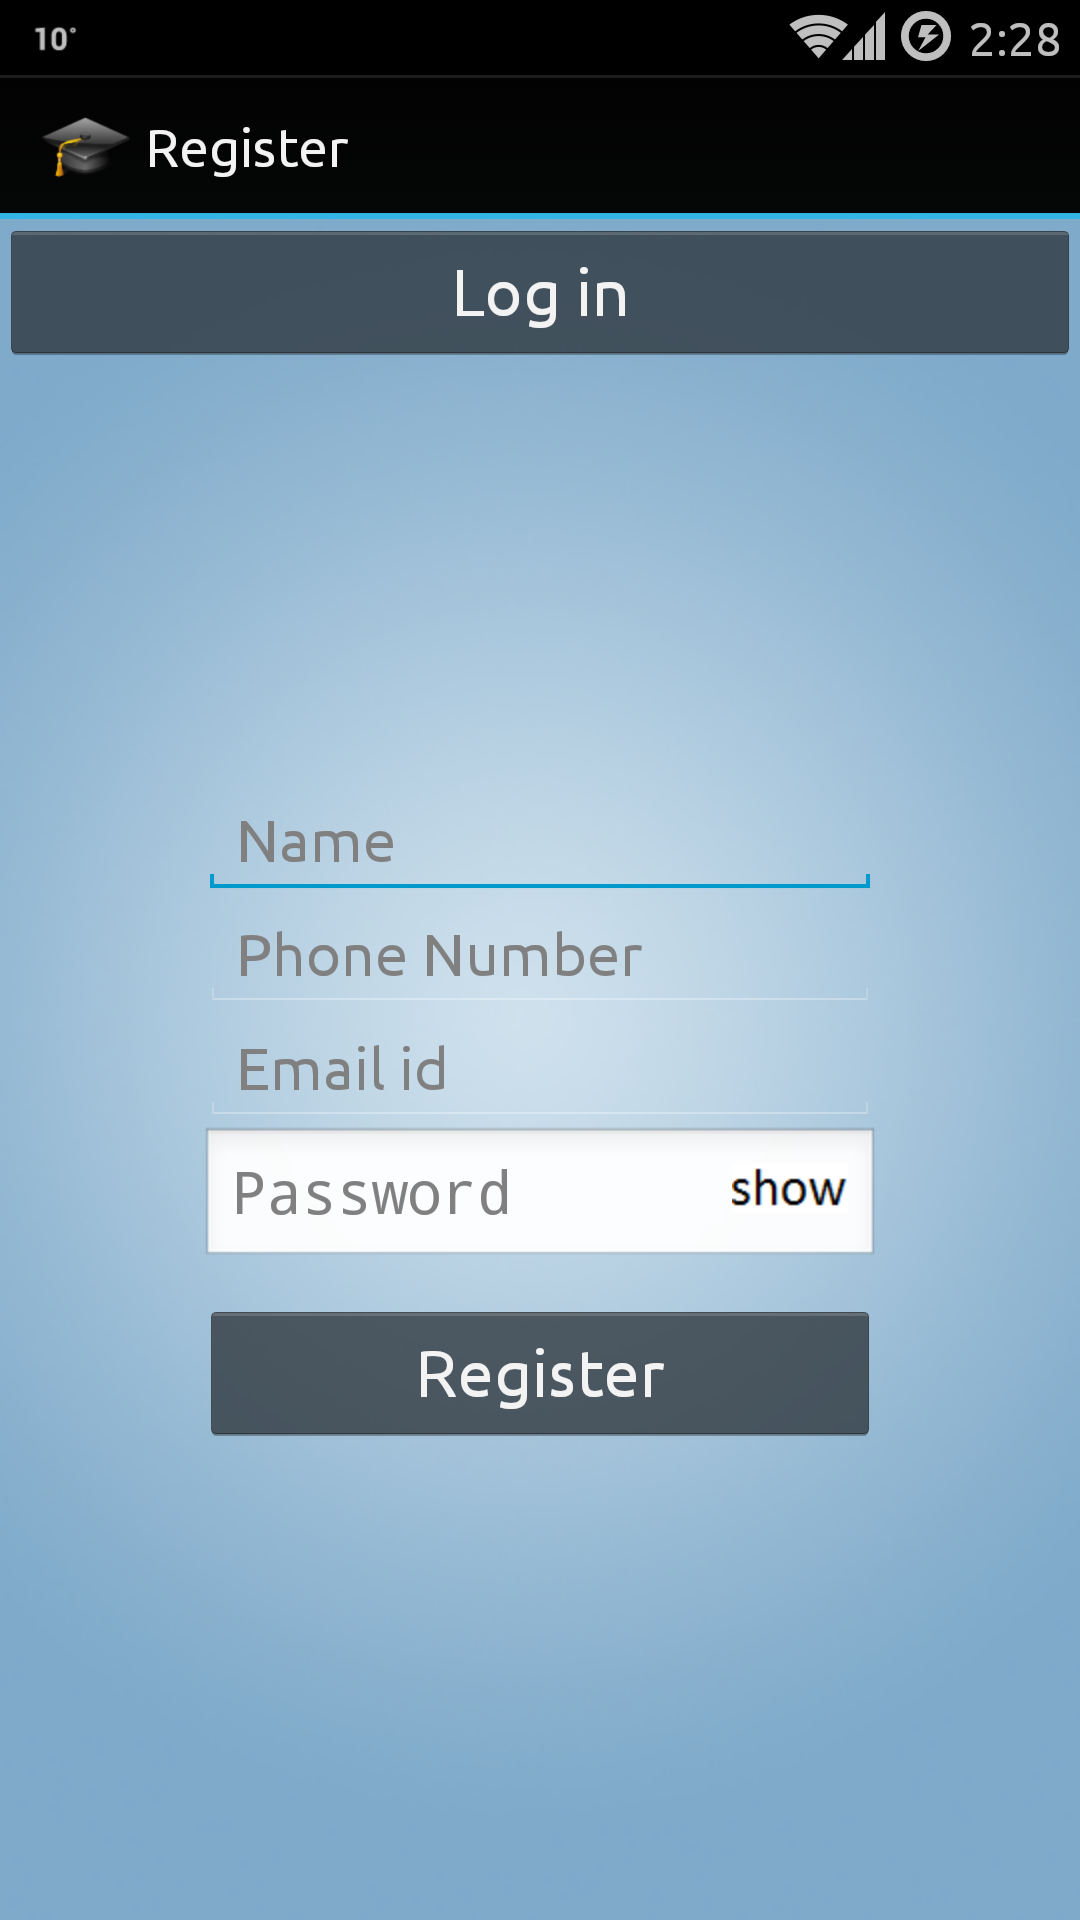 10° 2:28
Register
Log in
Name
Phone Number
Email id
Password show
Register